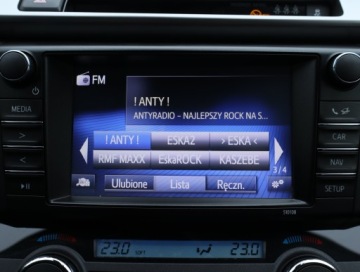 FM
! ANTY !
ANTYRADIO – NAJLEPSZY ROCK NA S...
! ANTY ! ESKAZ > ESKA <
RMF MAXX EskaROCK KASZEBE
3/4
Ulubione Lista Ręczn.
MEDIA
CAR
NAV
SETUP
23.0 23.0